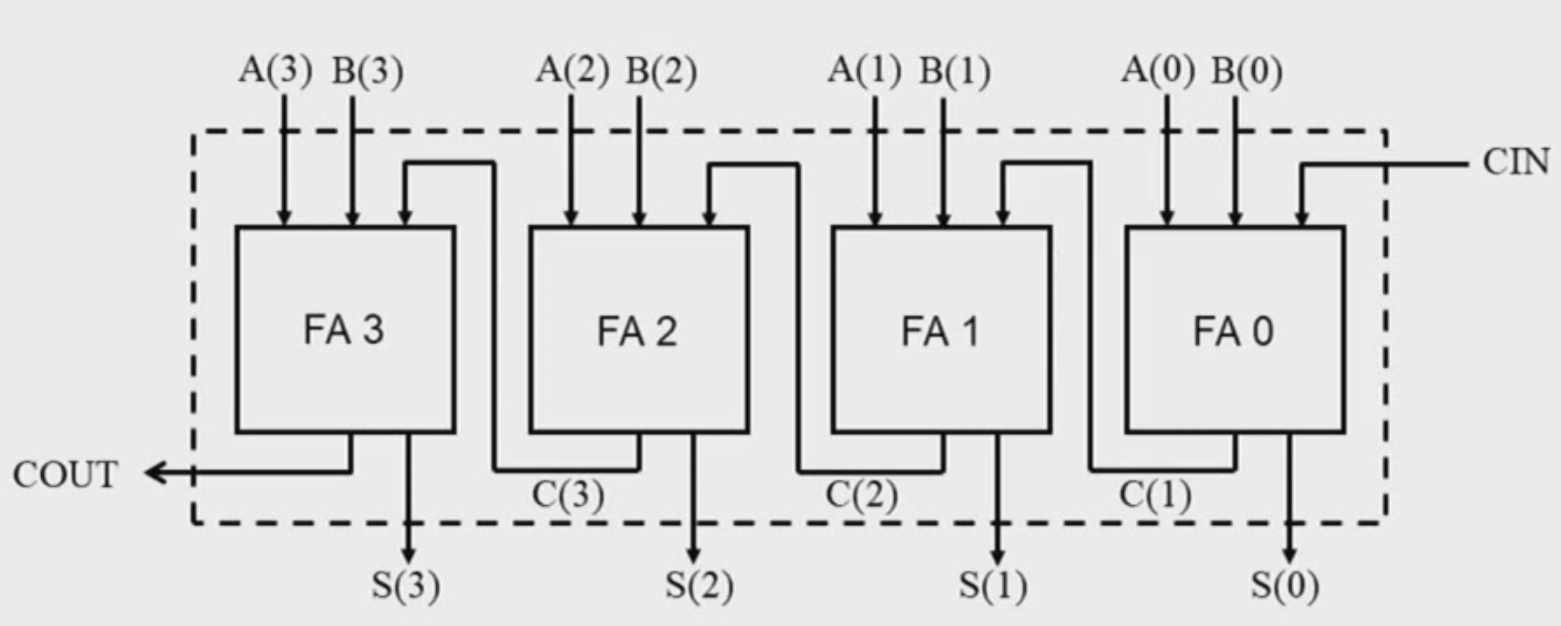 A(3) B(3) A(2) B(2) A(1) B(1) A(0) B(0)
CIN
FA 3 FA 2 FA 1 FA 0
COUT
C(3) C(2) C(1)
S(3) S(2) S(1) S(0)